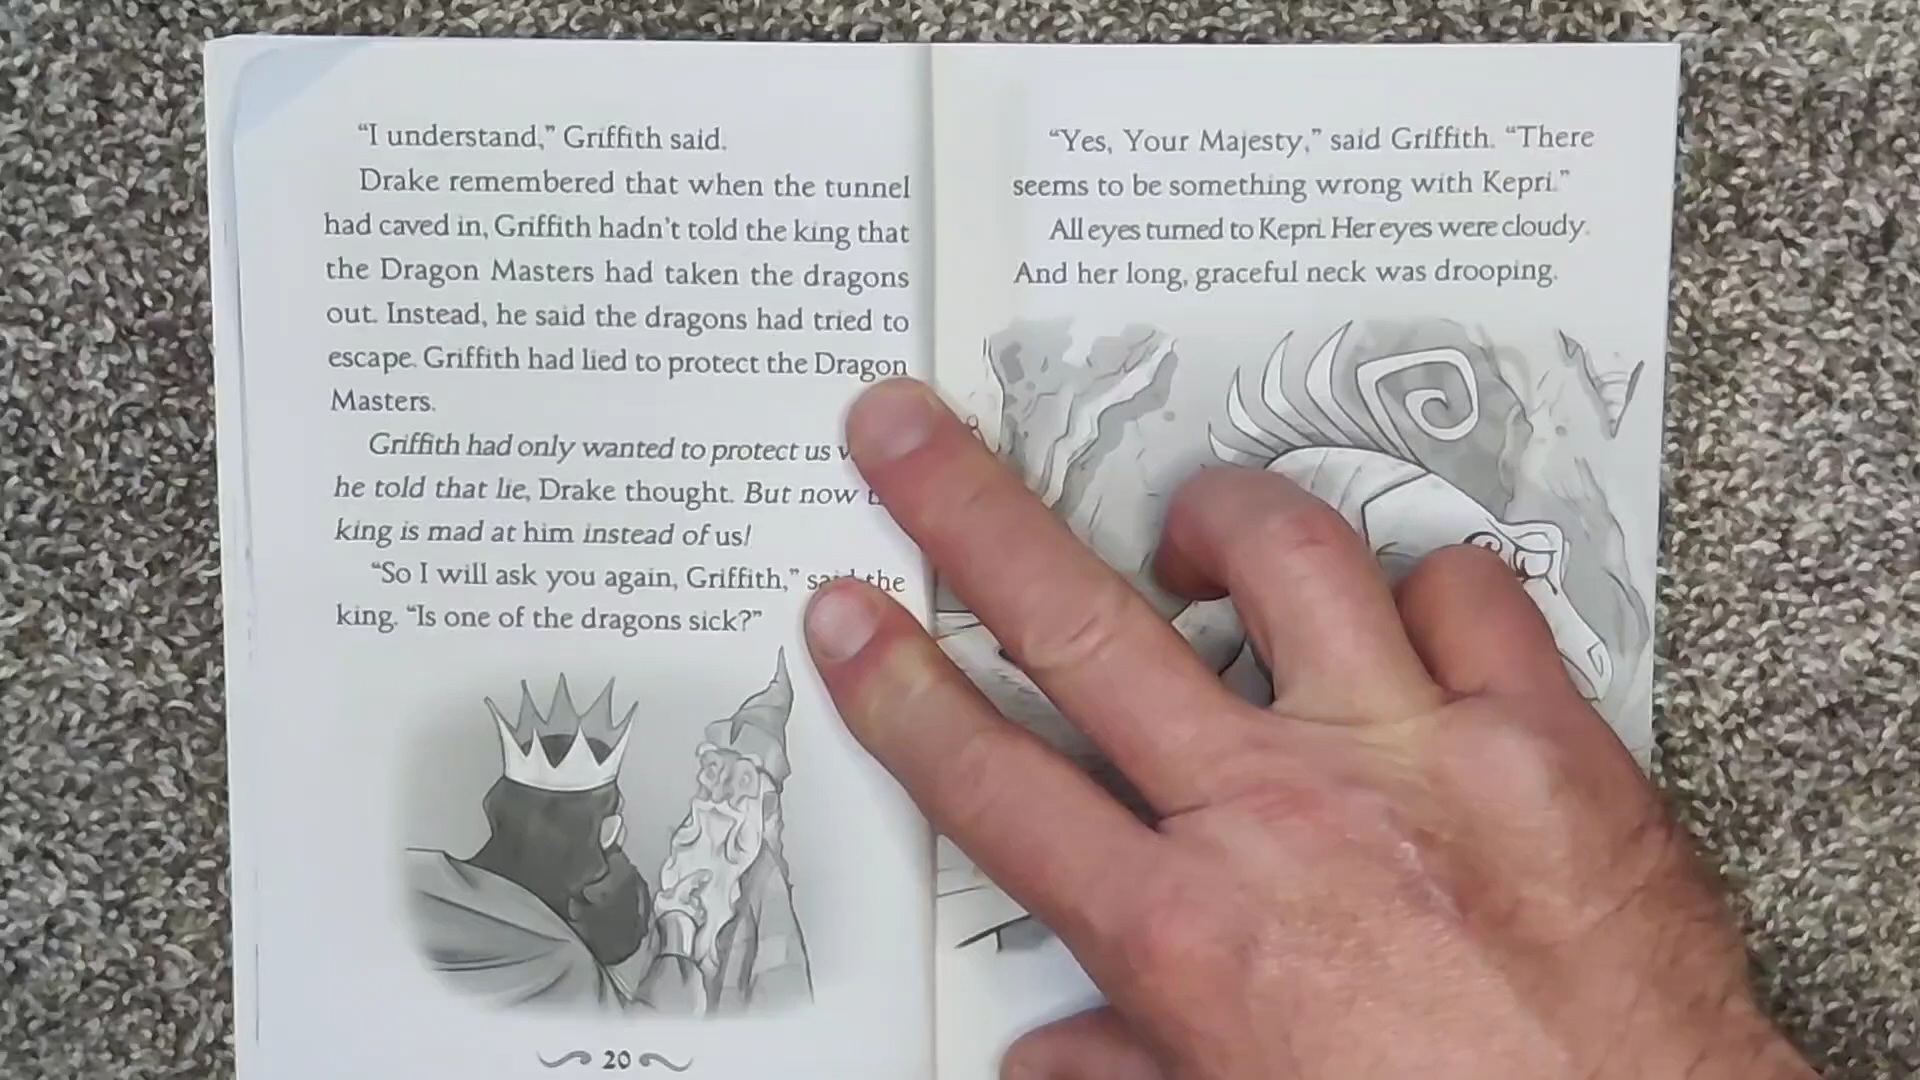 “I understand,” Griffith said.
Drake remembered that when the tunnel
had caved in, Griffith hadn’t told the king that
the Dragon Masters had taken the dragons
out. Instead, he said the dragons had tried to
escape. Griffith had lied to protect the Dragon
Masters.
Griffith had only wanted to protect us
he told that lie, Drake thought. But now
king is mad at him instead of us!
“So I will ask you again, Griffith,” said the
king. “Is one of the dragons sick?”
20
“Yes, Your Majesty,” said Griffith. “There
seems to be something wrong with Kepri.”
All eyes turned to Kepri. Her eyes were cloudy.
And her long, graceful neck was drooping.